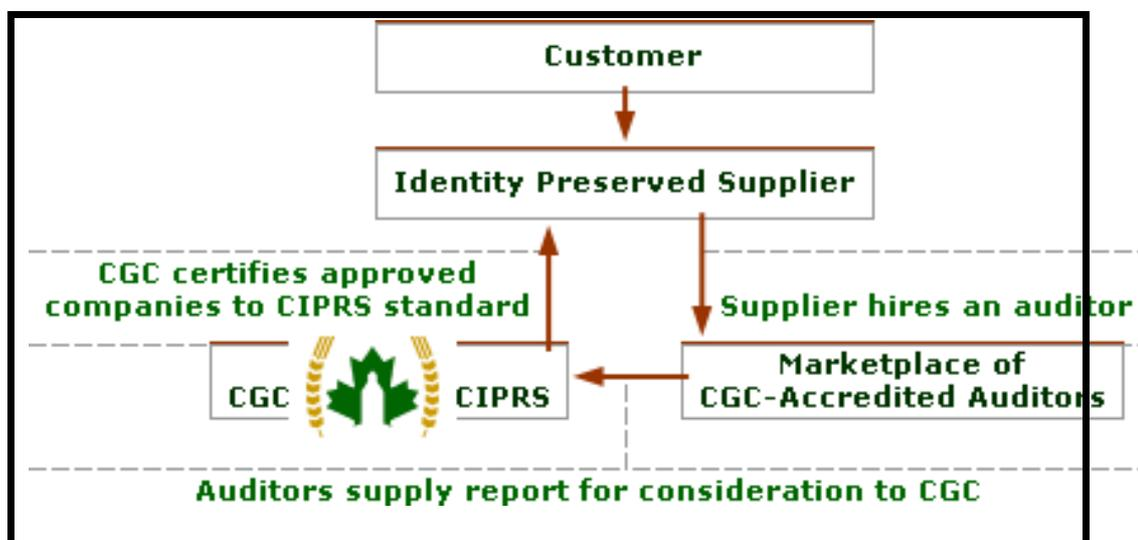 Customer
Identity Preserved Supplier
CGC certifies approved
companies to CIPRS standard
Supplier hires an auditor
CGC CIPRS
Marketplace of
CGC-Accredited Auditors
Auditors supply report for consideration to CGC